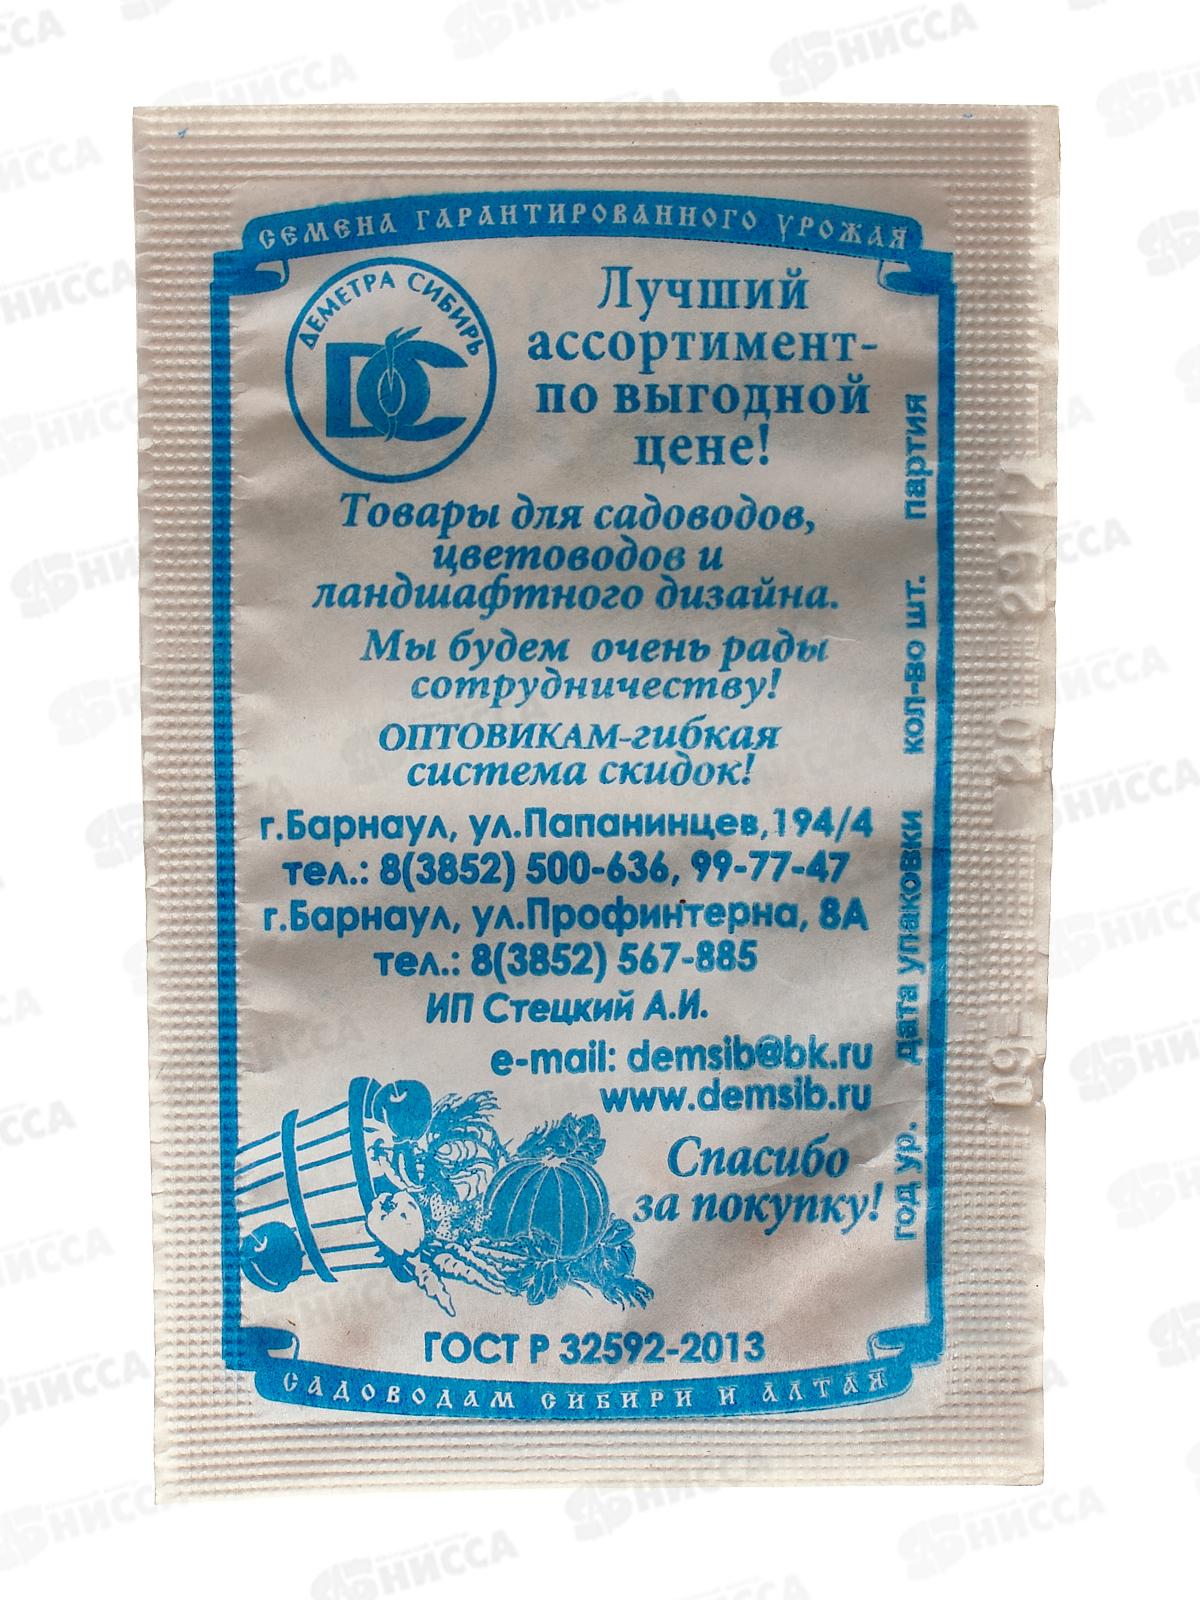 СЕМЕНА ГАРАНТИРОВАННОГО УРОЖАЯ
ДЕМЕТРА СИБИРЬ
DC
Лучший
ассортимент-
по выгодной
цене!
Товары для садоводов,
цветоводов и
ландшафтного дизайна.
Мы будем очень рады
сотрудничеству!
ОПТОВИКАМ-гибкая
система скидок!
г.Барнаул, ул.Папанинцев,194/4
тел.: 8(3852) 500-636, 99-77-47
г.Барнаул, ул.Профинтерна, 8А
тел.: 8(3852) 567-885
ИП Стецкий А.И.
e-mail: demsib@bk.ru
www.demsib.ru
Спасибо
за покупку!
ГОСТ Р 32592-2013
САДОВОДАМ СИБИРИ И АЛТАЯ
год ур. дата упаковки кол-во шт. партия